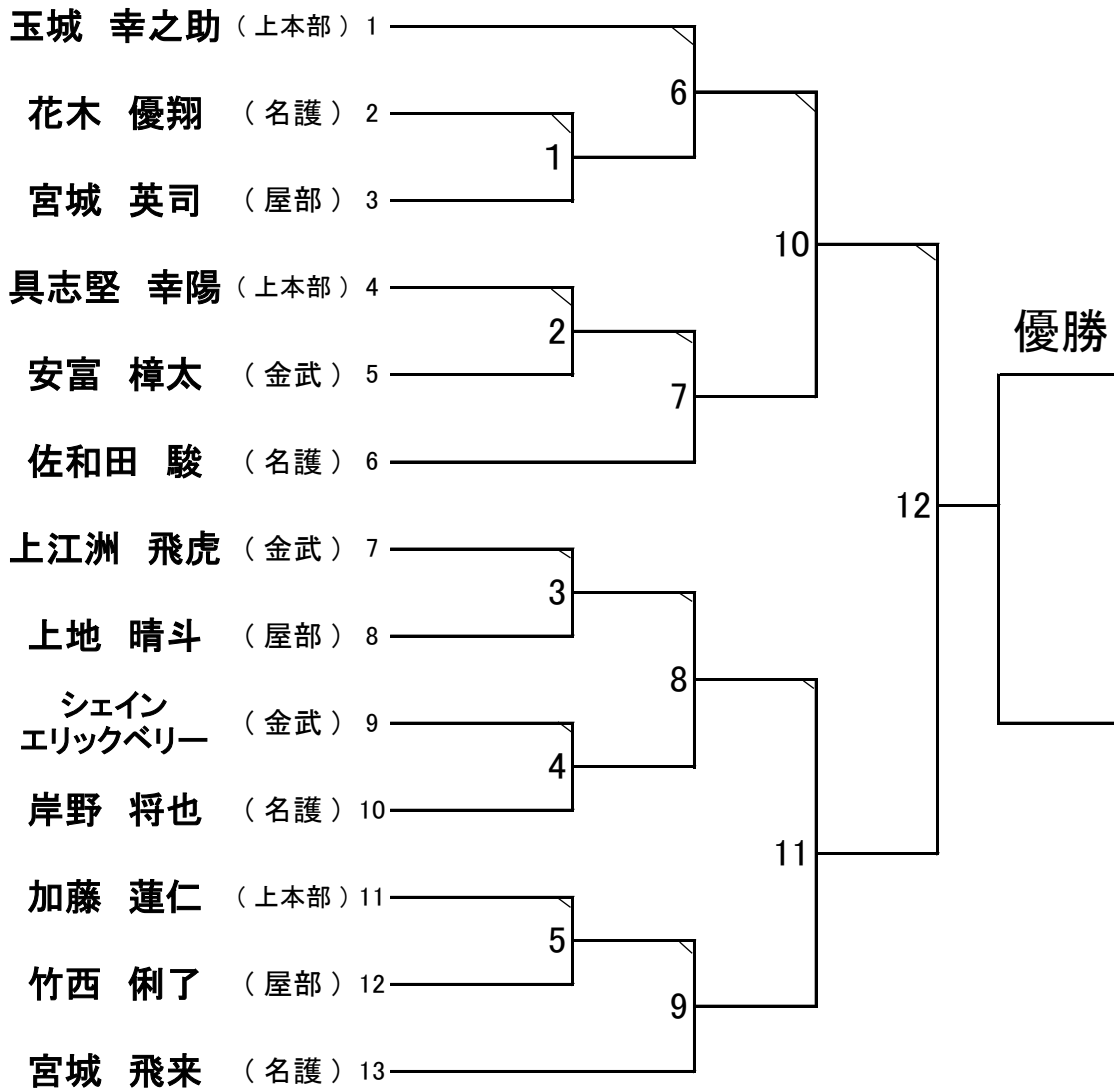 玉城 幸之助 (上本部) 1
6
花木 優翔 (名護) 2
1
宮城 英司 (屋部) 3
10
具志堅 幸陽 (上本部) 4
2
優勝
安富 樟太 (金武) 5
7
佐和田 駿 (名護) 6
12
上江洲 飛虎 (金武) 7
3
上地 晴斗 (屋部) 8
8
シェイン
エリックベリー (金武) 9
4
岸野 将也 (名護) 10
11
加藤 蓮仁 (上本部) 11
5
竹西 俐了 (屋部) 12
9
宮城 飛来 (名護) 13